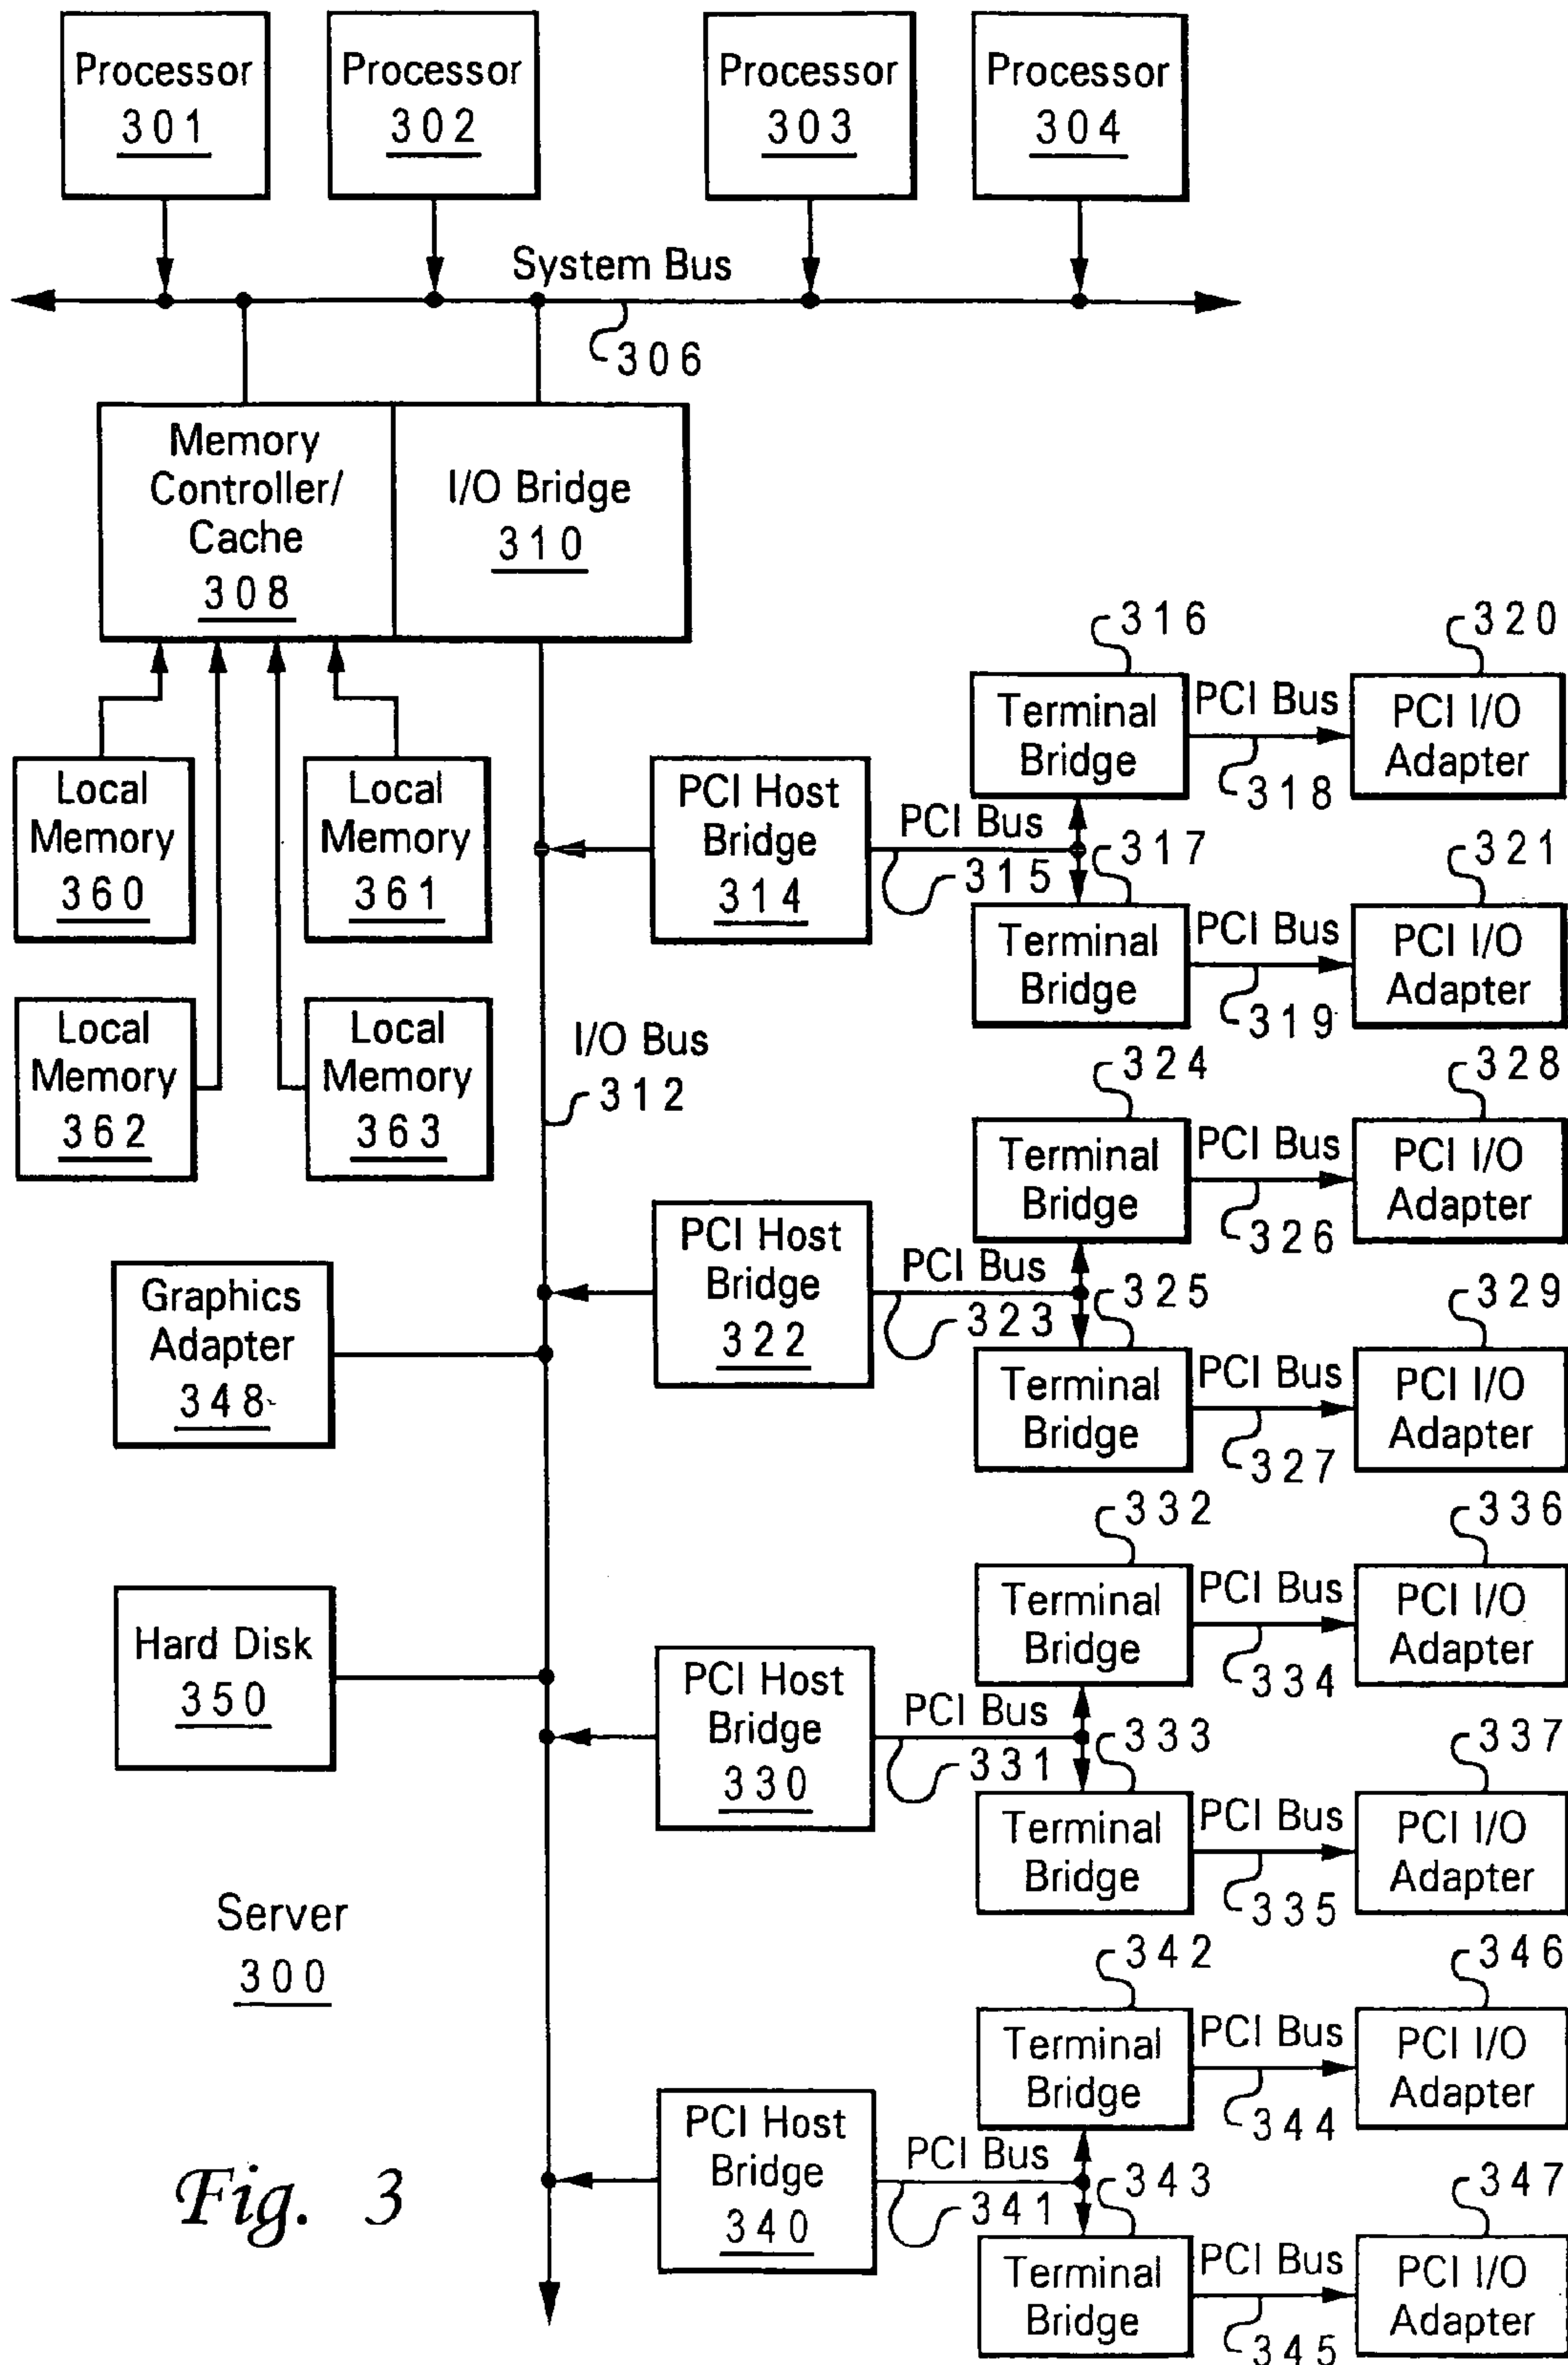 Processor
301
Processor
302
Processor
303
Processor
304
System Bus
306
Memory
Controller/
Cache
308
I/O Bridge
310
Local
Memory
360
Local
Memory
361
Local
Memory
362
Local
Memory
363
I/O Bus
312
Graphics
Adapter
348
Hard Disk
350
Server
300
PCI Host
Bridge
314
PCI Bus
315
316
Terminal
Bridge
PCI Bus
318
320
PCI I/O
Adapter
317
Terminal
Bridge
PCI Bus
319
321
PCI I/O
Adapter
PCI Host
Bridge
322
PCI Bus
323
324
Terminal
Bridge
PCI Bus
326
328
PCI I/O
Adapter
325
Terminal
Bridge
PCI Bus
327
329
PCI I/O
Adapter
PCI Host
Bridge
330
PCI Bus
331
332
Terminal
Bridge
PCI Bus
334
336
PCI I/O
Adapter
333
Terminal
Bridge
PCI Bus
335
337
PCI I/O
Adapter
PCI Host
Bridge
340
PCI Bus
341
342
Terminal
Bridge
PCI Bus
344
346
PCI I/O
Adapter
343
Terminal
Bridge
PCI Bus
345
347
PCI I/O
Adapter
Fig. 3